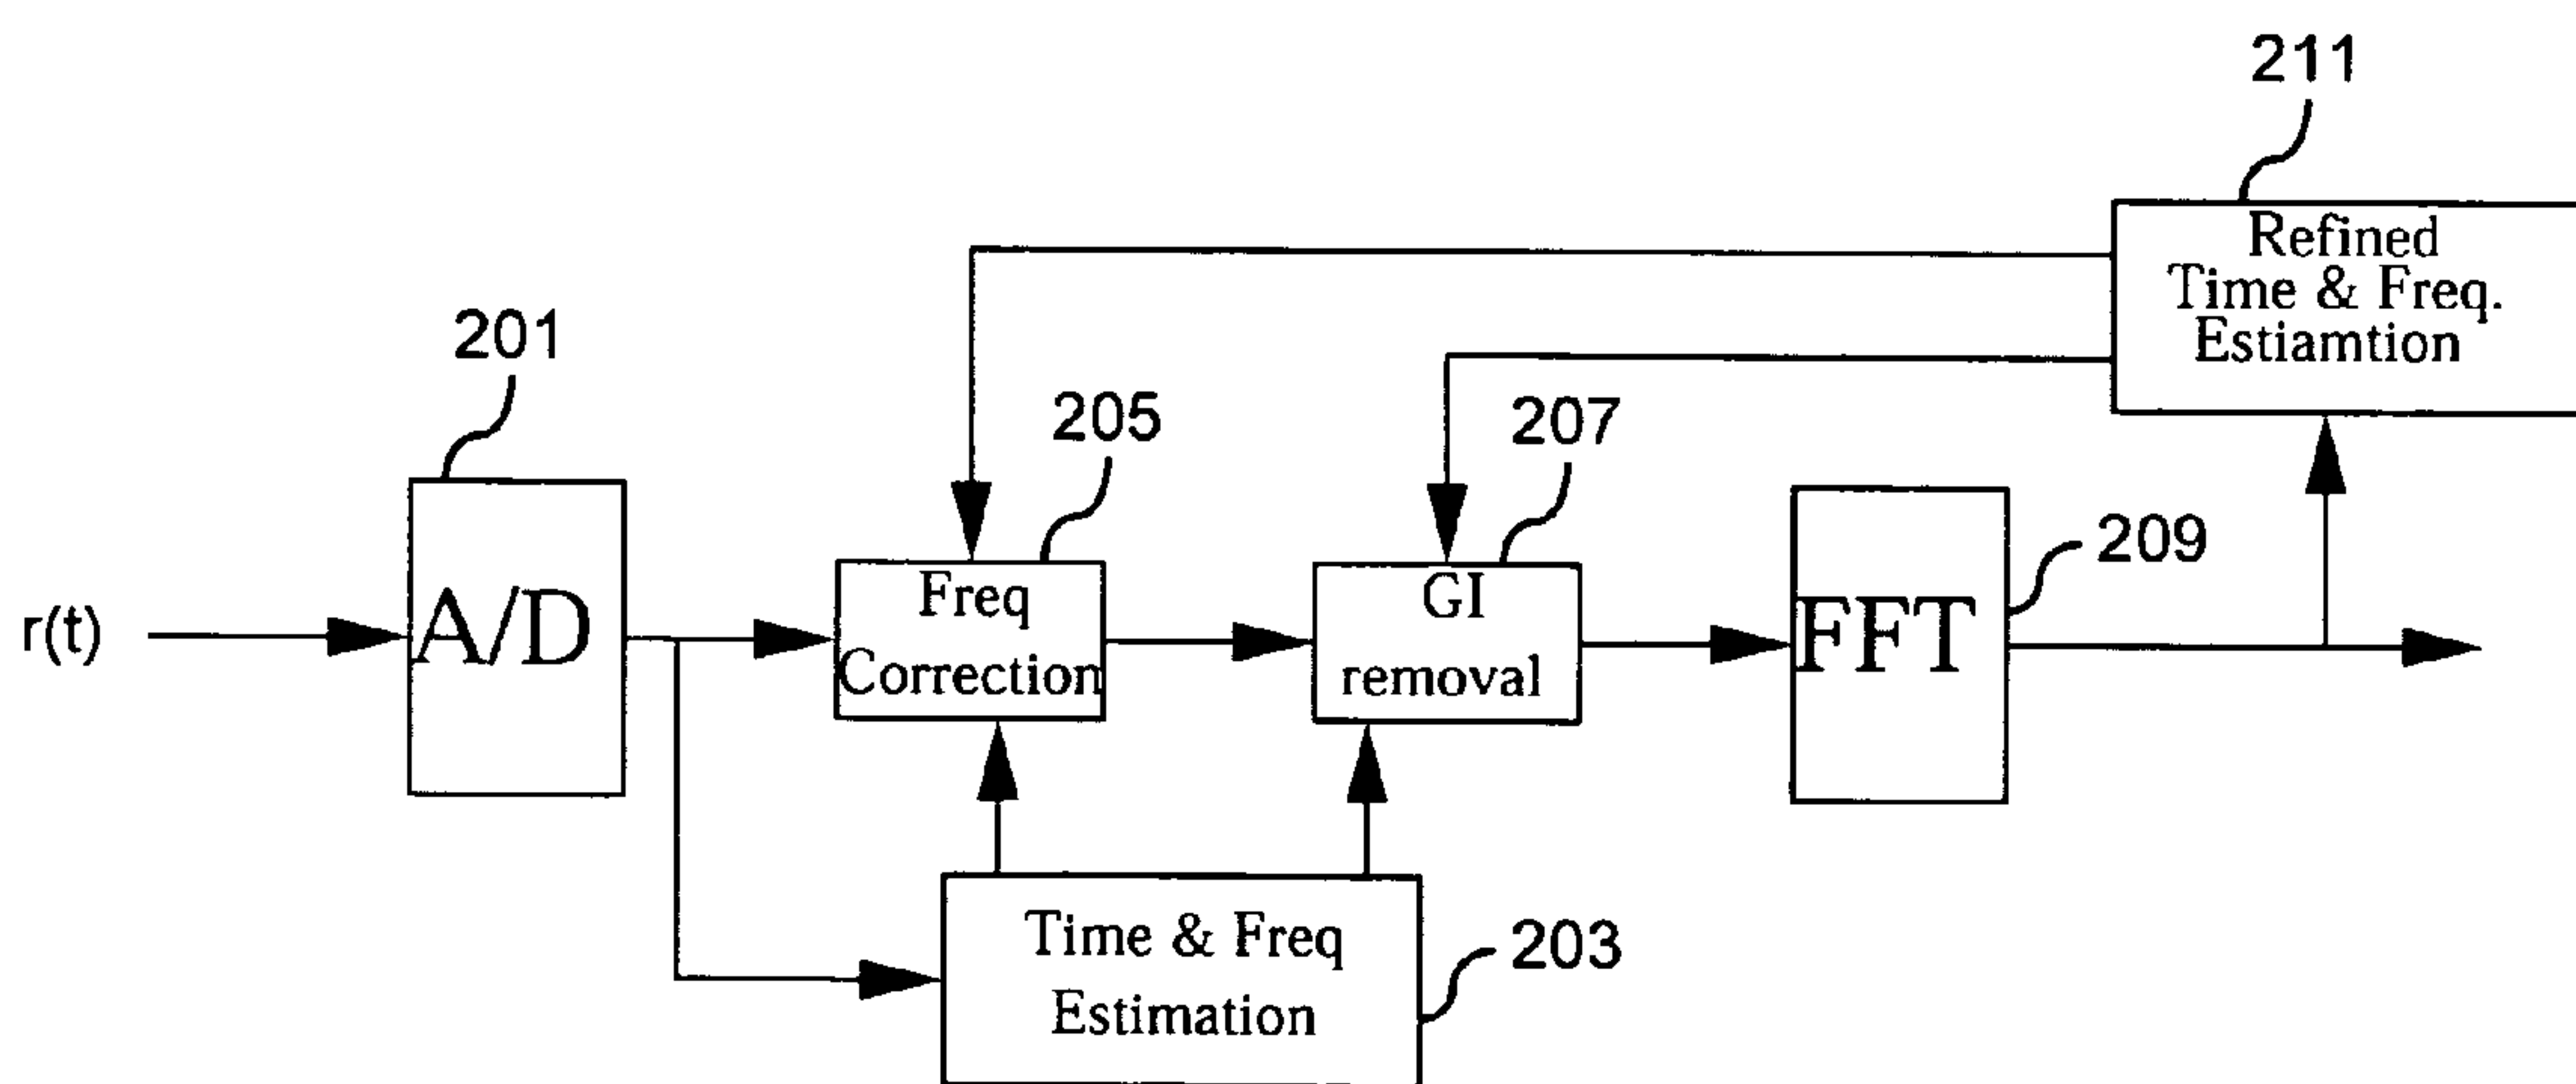 211
Refined
Time & Freq.
Estiamtion
201
205
207
209
r(t)
A/D
Freq
Correction
GI
removal
FFT
Time & Freq
Estimation
203